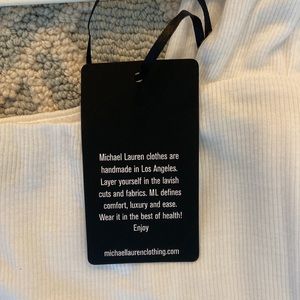 Michael Lauren clothes are
handmade in Los Angeles.
Layer yourself in the lavish
cuts and fabrics. ML defines
comfort, luxury and ease.
Wear it in the best of health!
Enjoy
michaellaurenclothing.com